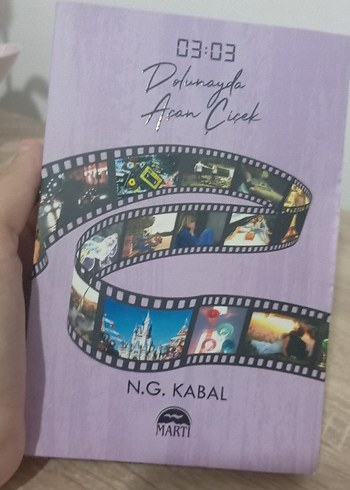 03:03
Dolunayda
Açan Çiçek
N.G. KABAL
MARTI